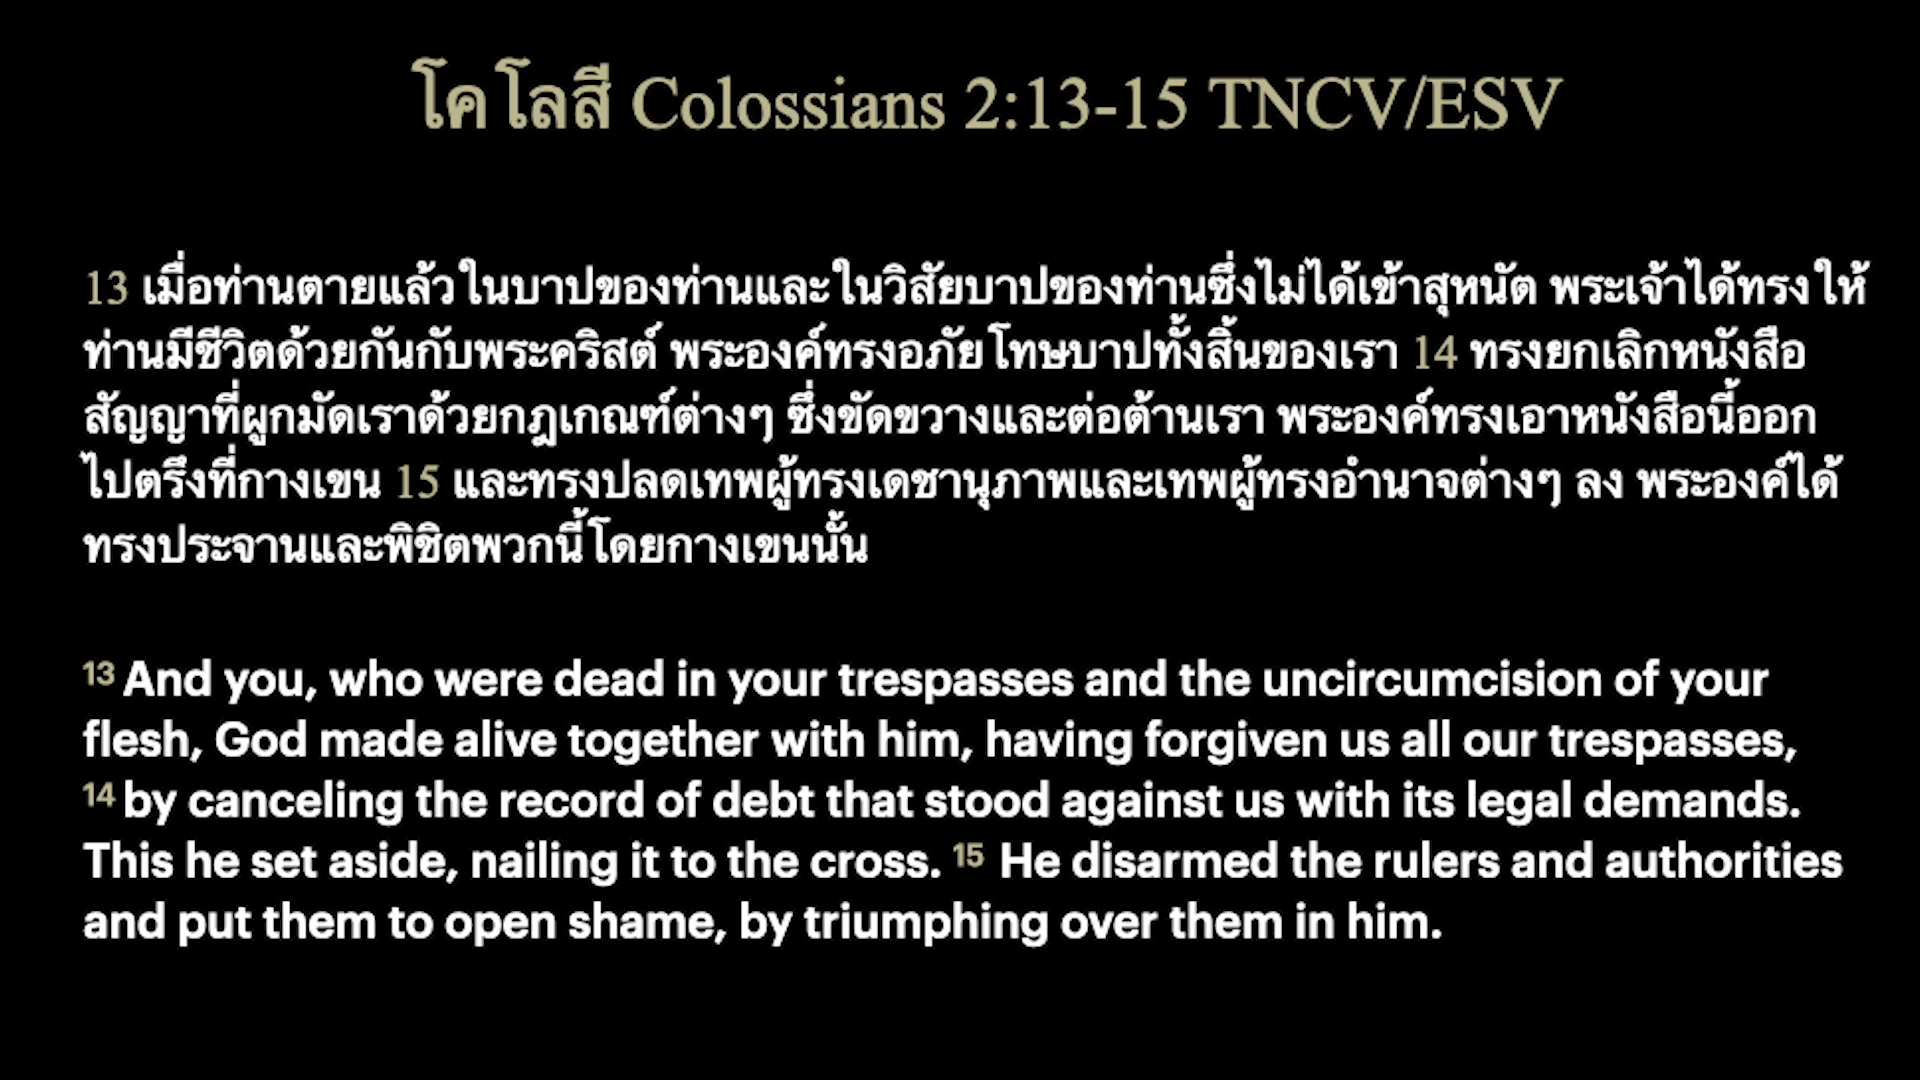 โคโลสี Colossians 2:13-15 TNCV/ESV
13 เมื่อท่านตายแล้วในบาปของท่านและในวิสัยบาปของท่านซึ่งไม่ได้เข้าสุหนัต พระเจ้าได้ทรงให้
ท่านมีชีวิตด้วยกันกับพระคริสต์ พระองค์ทรงอภัยโทษบาปทั้งสิ้นของเรา 14 ทรงยกเลิกหนังสือ
สัญญาที่ผูกมัดเราด้วยกฎเกณฑ์ต่างๆ ซึ่งขัดขวางและต่อต้านเรา พระองค์ทรงเอาหนังสือนี้ออก
ไปตรึงที่กางเขน 15 และทรงปลดเทพผู้ทรงเดชานุภาพและเทพผู้ทรงอำนาจต่างๆ ลง พระองค์ได้
ทรงประจานและพิชิตพวกนี้โดยกางเขนนั้น
13 And you, who were dead in your trespasses and the uncircumcision of your
flesh, God made alive together with him, having forgiven us all our trespasses,
14 by canceling the record of debt that stood against us with its legal demands.
This he set aside, nailing it to the cross. 15 He disarmed the rulers and authorities
and put them to open shame, by triumphing over them in him.